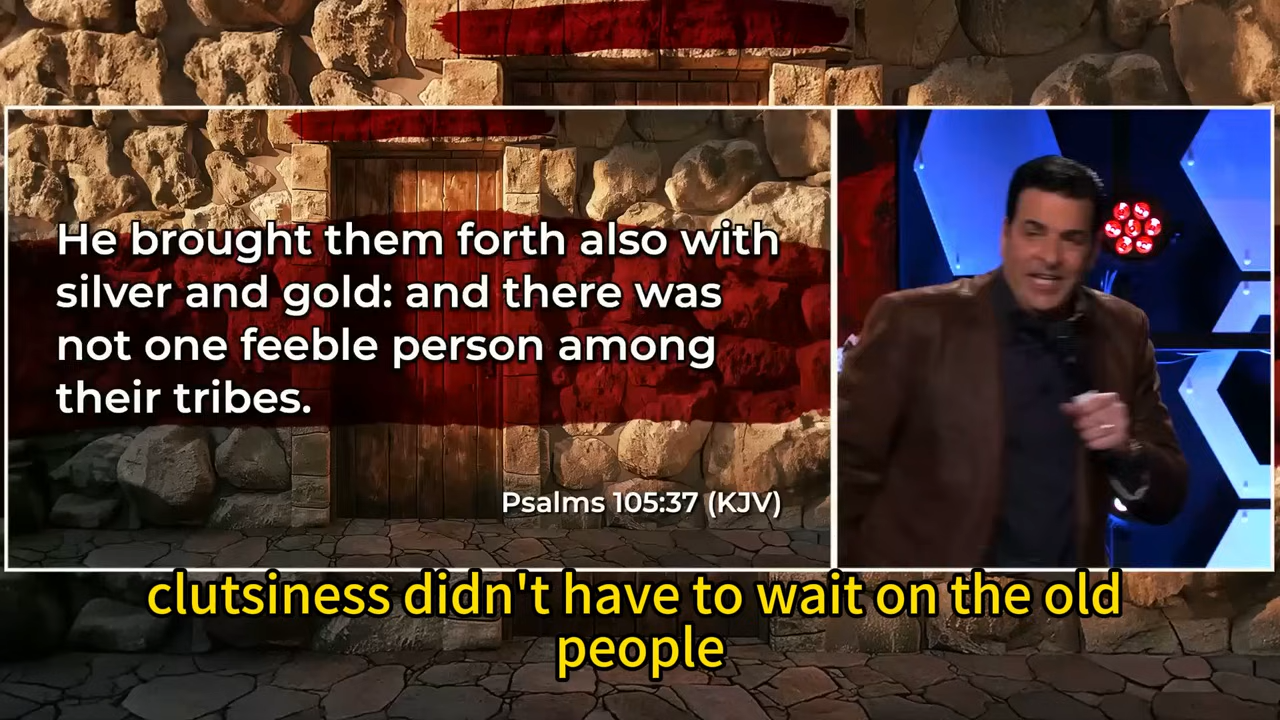 He brought them forth also with
silver and gold: and there was
not one feeble person among
their tribes.
Psalms 105:37 (KJV)
clutsiness didn't have to wait on the old
people